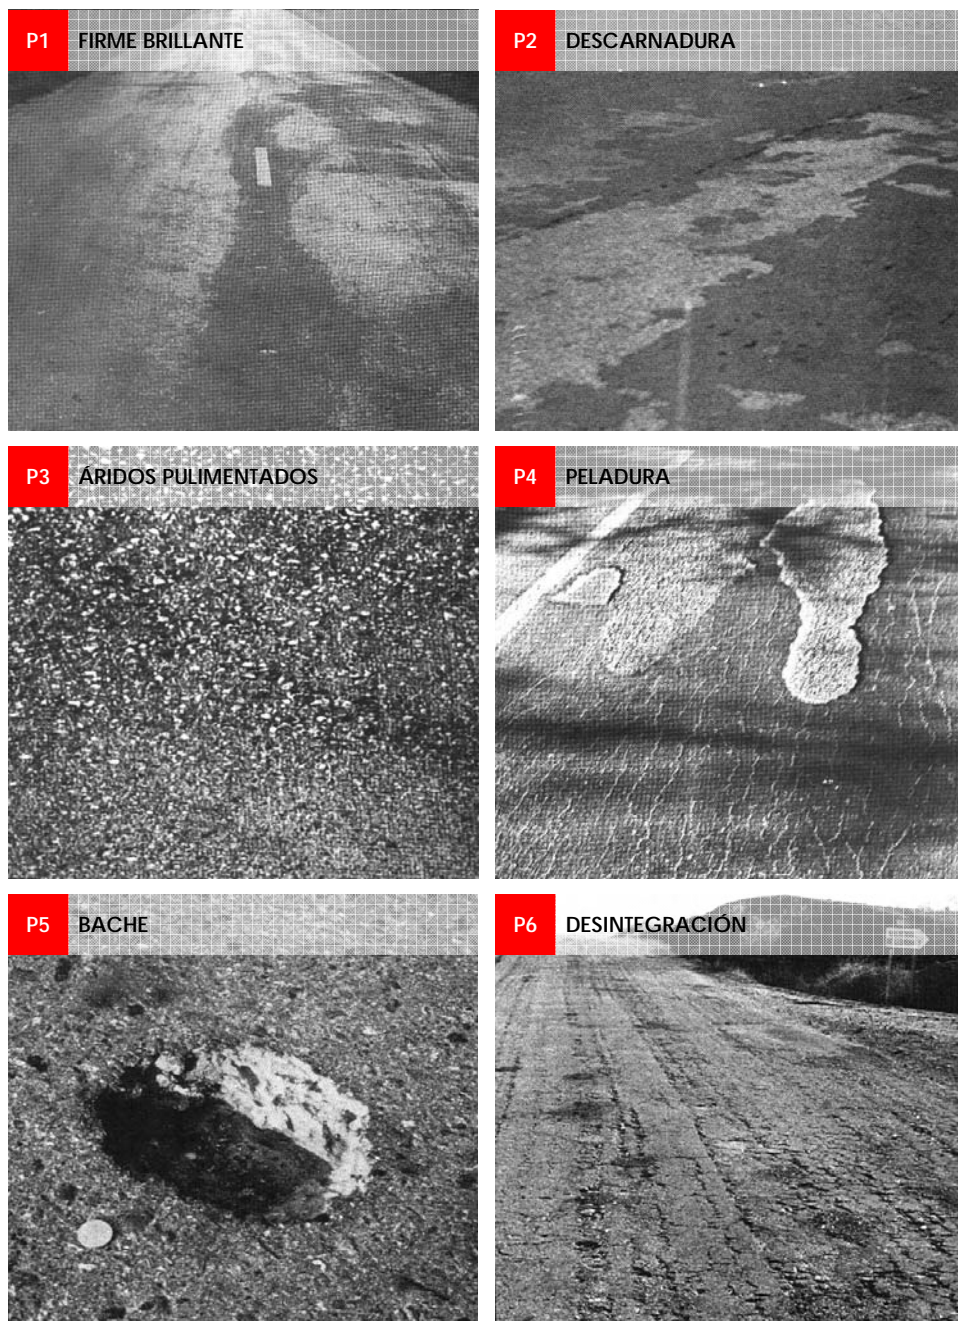 P1 FIRME BRILLANTE
P2 DESCARNADURA
P3 ÁRIDOS PULIMENTADOS
P4 PELADURA
P5 BACHE
P6 DESINTEGRACIÓN